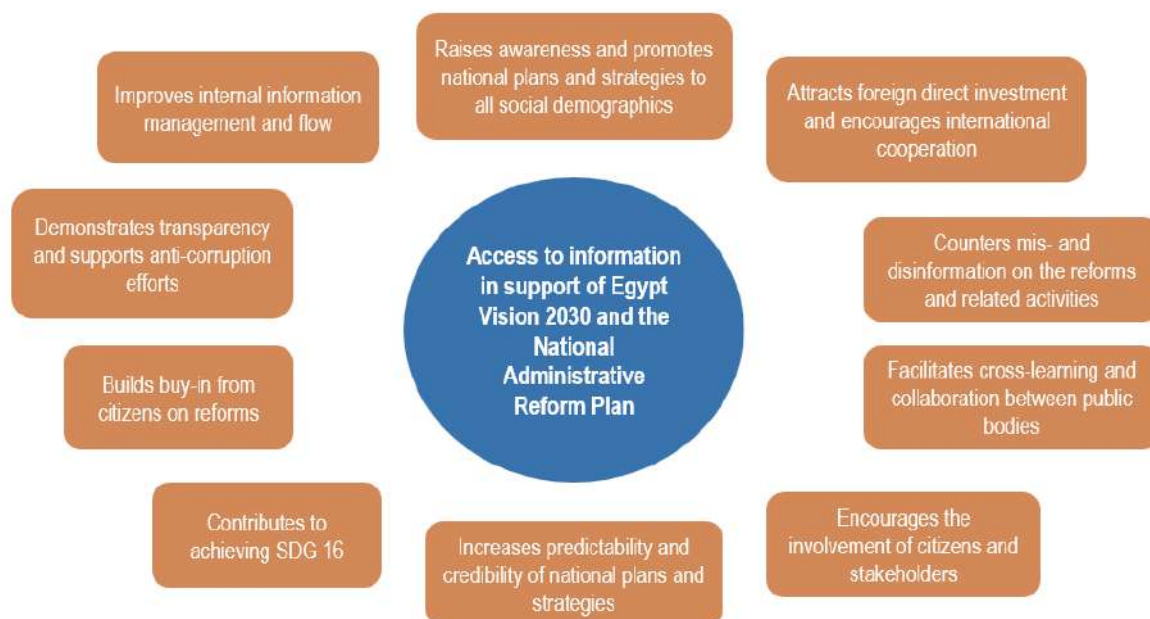 Raises awareness and promotes
national plans and strategies to
all social demographics
Improves internal information
management and flow
Attracts foreign direct investment
and encourages international
cooperation
Demonstrates transparency
and supports anti-corruption
efforts
Access to information
in support of Egypt
Vision 2030 and the
National
Administrative
Reform Plan
Counters mis- and
disinformation on the reforms
and related activities
Builds buy-in from
citizens on reforms
Facilitates cross-learning and
collaboration between public
bodies
Contributes to
achieving SDG 16
Increases predictability and
credibility of national plans and
strategies
Encourages the
involvement of citizens and
stakeholders